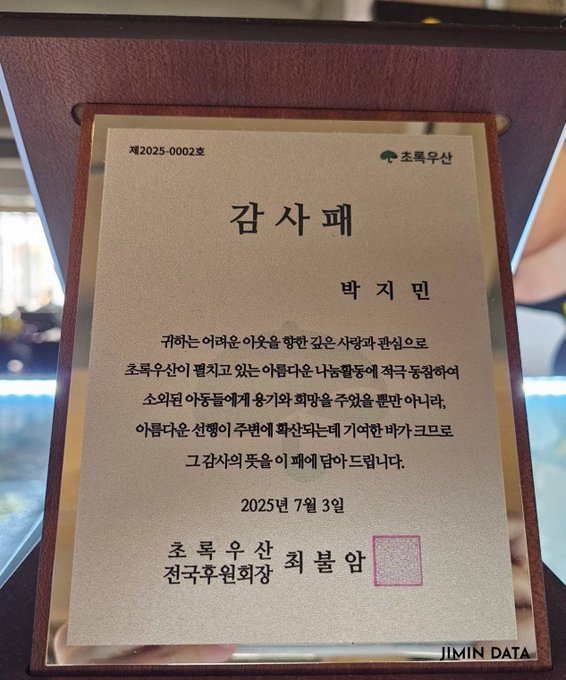 제2025-0002호
초록우산
감사패
박지민
귀하는 어려운 이웃을 향한 깊은 사랑과 관심으로
초록우산이 펼치고 있는 아름다운 나눔활동에 적극 동참하여
소외된 아동들에게 용기와 희망을 주었을 뿐만 아니라,
아름다운 선행이 주변에 확산되는데 기여한 바가 크므로
그 감사의 뜻을 이 패에 담아 드립니다.
2025년 7월 3일
초록우산
전국후원회장 최불암
JIMIN DATA